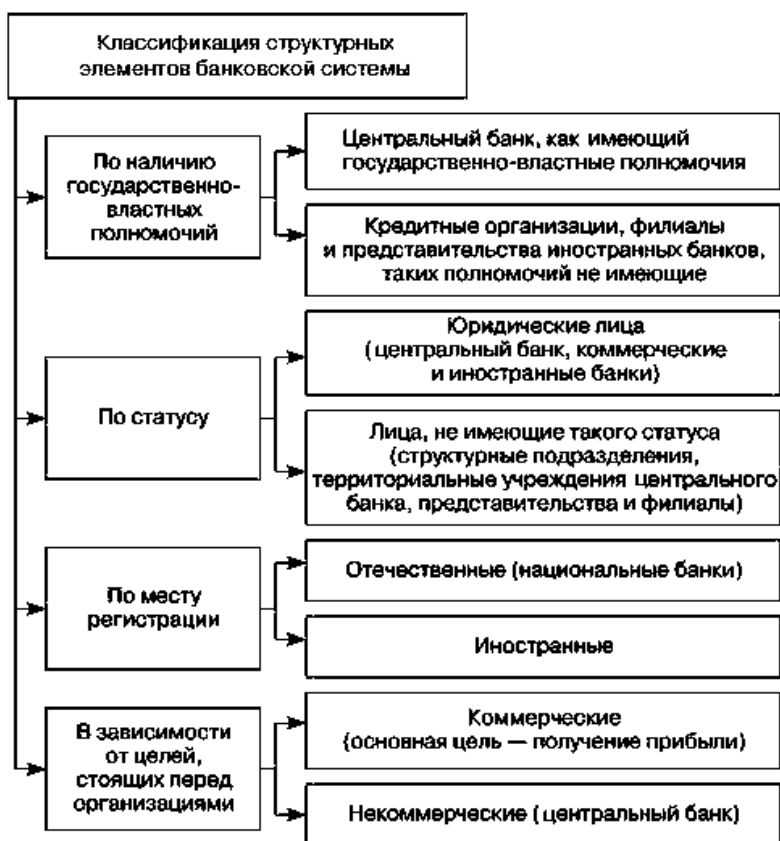 Классификация структурных
элементов банковской системы
По наличию
государственно-
властных
полномочий
Центральный банк, как имеющий
государственно-властные полномочия
Кредитные организации, филиалы
и представительства иностранных банков,
таких полномочий не имеющие
По статусу
Юридические лица
(центральный банк, коммерческие
и иностранные банки)
Лица, не имеющие такого статуса
(структурные подразделения,
территориальные учреждения центрального
банка, представительства и филиалы)
По месту
регистрации
Отечественные (национальные банки)
Иностранные
В зависимости
от целей,
стоящих перед
организациями
Коммерческие
(основная цель — получение прибыли)
Некоммерческие (центральный банк)